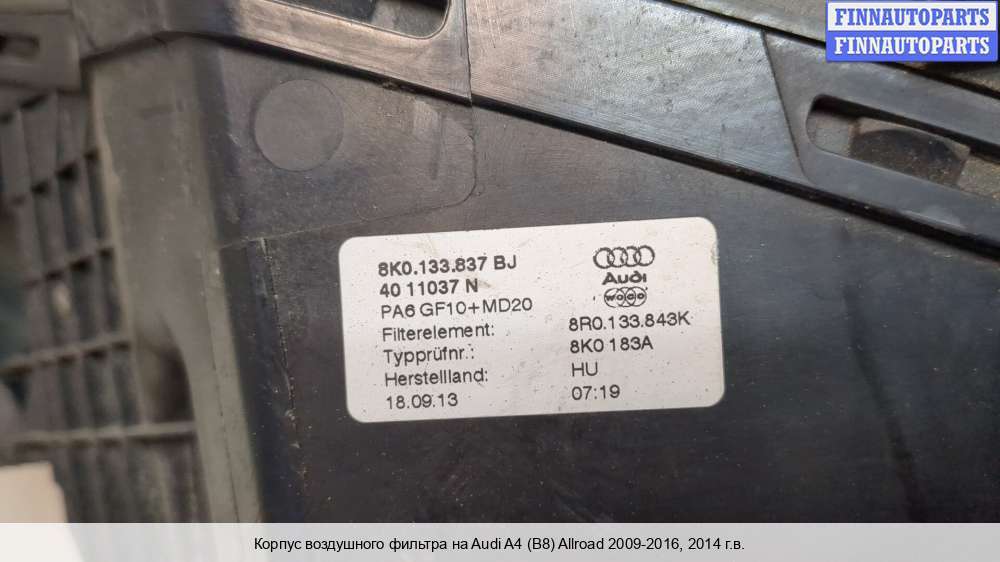 FINNAUTOPARTS
FINNAUTOPARTS
8K0.133.837 BJ
40 11037 N
PA6 GF10+MD20
Audi
woco
Filterelement: 8R0.133.843K
Typprüfnr.: 8K0 183A
Herstellland: HU
18.09.13 07:19
Корпус воздушного фильтра на Audi A4 (B8) Allroad 2009-2016, 2014 г.в.